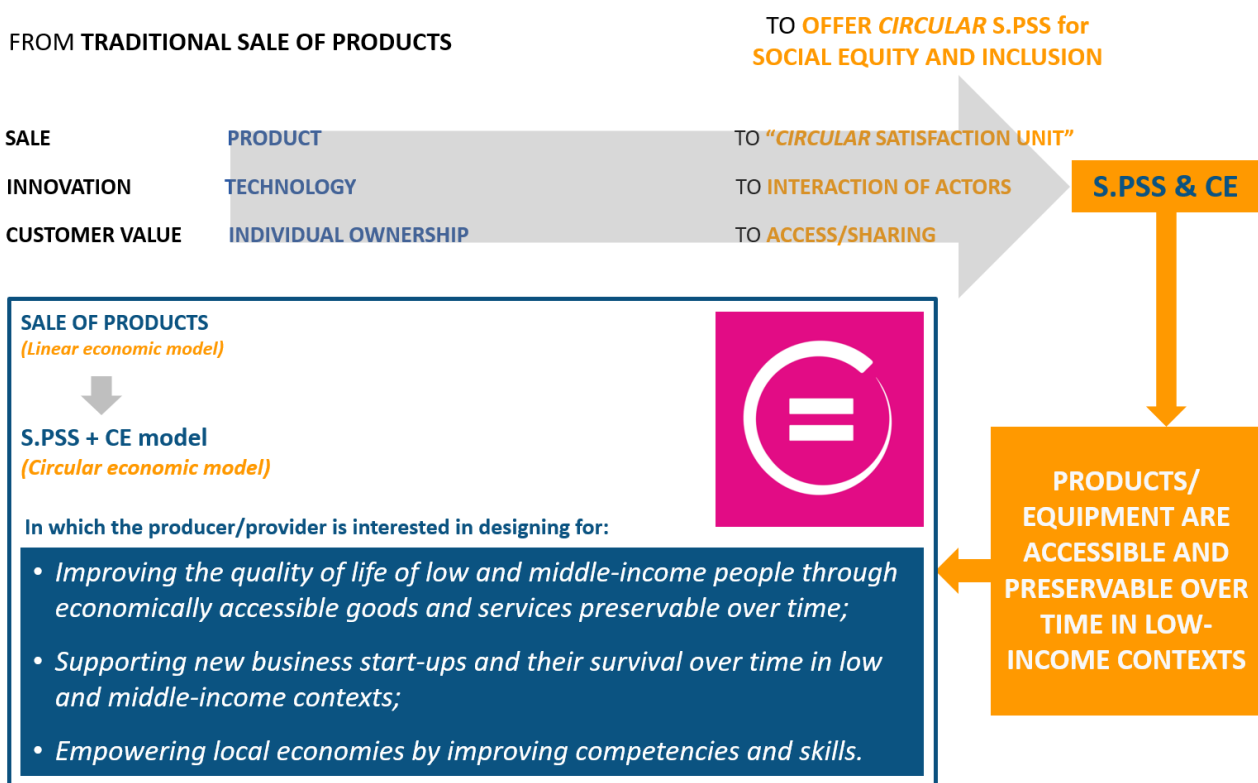 FROM TRADITIONAL SALE OF PRODUCTS
TO OFFER CIRCULAR S.PSS for
SOCIAL EQUITY AND INCLUSION
SALE PRODUCT TO “CIRCULAR SATISFACTION UNIT”
INNOVATION TECHNOLOGY TO INTERACTION OF ACTORS
CUSTOMER VALUE INDIVIDUAL OWNERSHIP TO ACCESS/SHARING
S.PSS & CE
SALE OF PRODUCTS
(Linear economic model)
S.PSS + CE model
(Circular economic model)
In which the producer/provider is interested in designing for:
• Improving the quality of life of low and middle-income people through
economically accessible goods and services preservable over time;
• Supporting new business start-ups and their survival over time in low
and middle-income contexts;
• Empowering local economies by improving competencies and skills.
PRODUCTS/
EQUIPMENT ARE
ACCESSIBLE AND
PRESERVABLE OVER
TIME IN LOW-
INCOME CONTEXTS